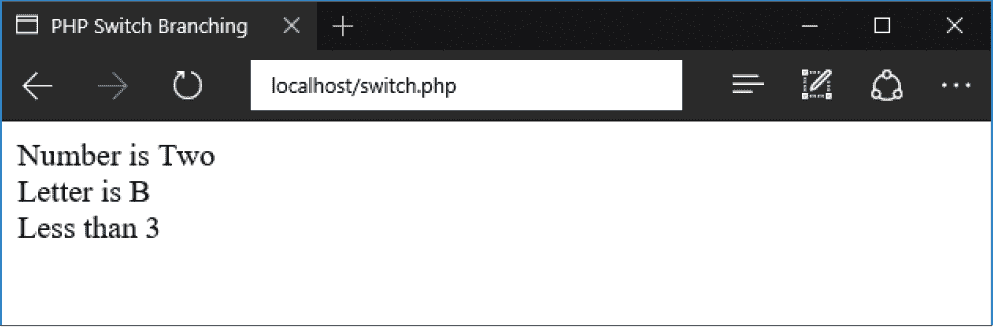 PHP Switch Branching
localhost/switch.php
Number is Two
Letter is B
Less than 3